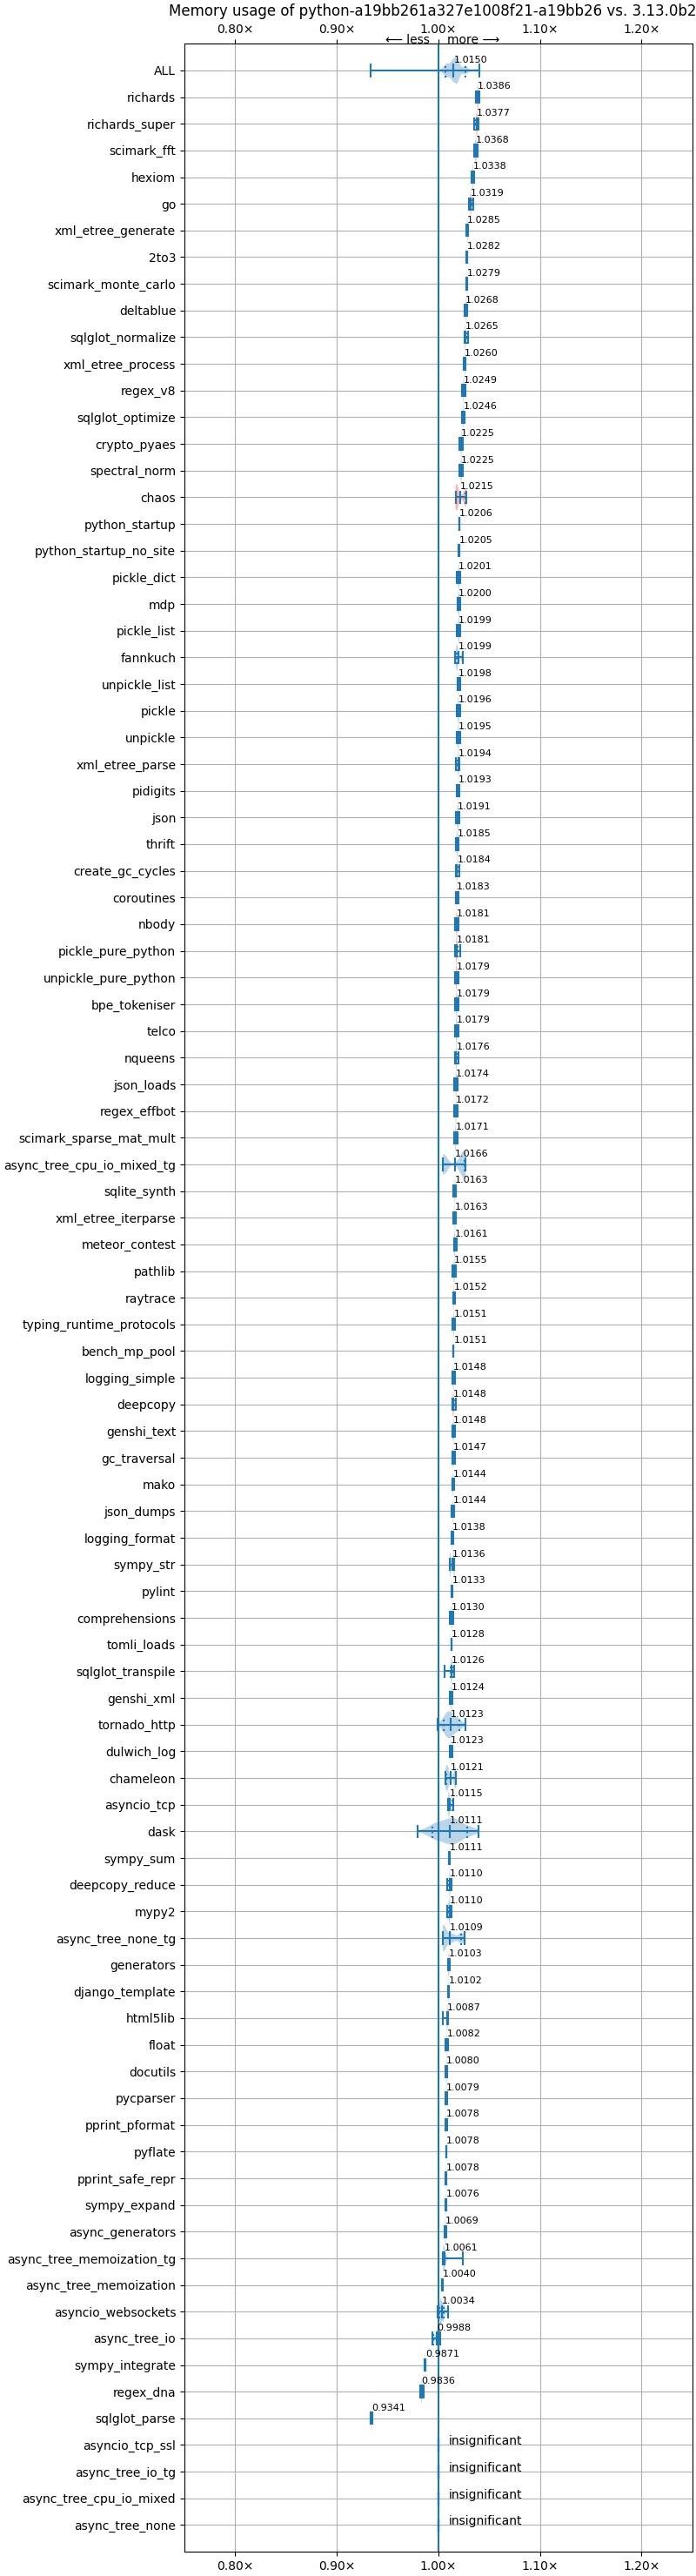 Memory usage of python-a19bb261a327e1008f21-a19bb26 vs. 3.13.0b2
0.80× 0.90× 1.00× 1.10× 1.20×
⟵ less more ⟶
ALL 1.0150
richards 1.0386
richards_super 1.0377
scimark_fft 1.0368
hexiom 1.0338
go 1.0319
xml_etree_generate 1.0285
2to3 1.0282
scimark_monte_carlo 1.0279
deltablue 1.0268
sqlglot_normalize 1.0265
xml_etree_process 1.0260
regex_v8 1.0249
sqlglot_optimize 1.0246
crypto_pyaes 1.0225
spectral_norm 1.0225
chaos 1.0215
python_startup 1.0206
python_startup_no_site 1.0205
pickle_dict 1.0201
mdp 1.0200
pickle_list 1.0199
fannkuch 1.0199
unpickle_list 1.0198
pickle 1.0196
unpickle 1.0195
xml_etree_parse 1.0194
pidigits 1.0193
json 1.0191
thrift 1.0185
create_gc_cycles 1.0184
coroutines 1.0183
nbody 1.0181
pickle_pure_python 1.0181
unpickle_pure_python 1.0179
bpe_tokeniser 1.0179
telco 1.0179
nqueens 1.0176
json_loads 1.0174
regex_effbot 1.0172
scimark_sparse_mat_mult 1.0171
async_tree_cpu_io_mixed_tg 1.0166
sqlite_synth 1.0163
xml_etree_iterparse 1.0163
meteor_contest 1.0161
pathlib 1.0155
raytrace 1.0152
typing_runtime_protocols 1.0151
bench_mp_pool 1.0151
logging_simple 1.0148
deepcopy 1.0148
genshi_text 1.0148
gc_traversal 1.0147
mako 1.0144
json_dumps 1.0144
logging_format 1.0138
sympy_str 1.0136
pylint 1.0133
comprehensions 1.0130
tomli_loads 1.0128
sqlglot_transpile 1.0126
genshi_xml 1.0124
tornado_http 1.0123
dulwich_log 1.0123
chameleon 1.0121
asyncio_tcp 1.0115
dask 1.0111
sympy_sum 1.0111
deepcopy_reduce 1.0110
mypy2 1.0110
async_tree_none_tg 1.0109
generators 1.0103
django_template 1.0102
html5lib 1.0087
float 1.0082
docutils 1.0080
pycparser 1.0079
pprint_pformat 1.0078
pyflate 1.0078
pprint_safe_repr 1.0078
sympy_expand 1.0076
async_generators 1.0069
async_tree_memoization_tg 1.0061
async_tree_memoization 1.0040
asyncio_websockets 1.0034
async_tree_io 0.9988
sympy_integrate 0.9871
regex_dna 0.9836
sqlglot_parse 0.9341
asyncio_tcp_ssl insignificant
async_tree_io_tg insignificant
async_tree_cpu_io_mixed insignificant
async_tree_none insignificant
0.80× 0.90× 1.00× 1.10× 1.20×